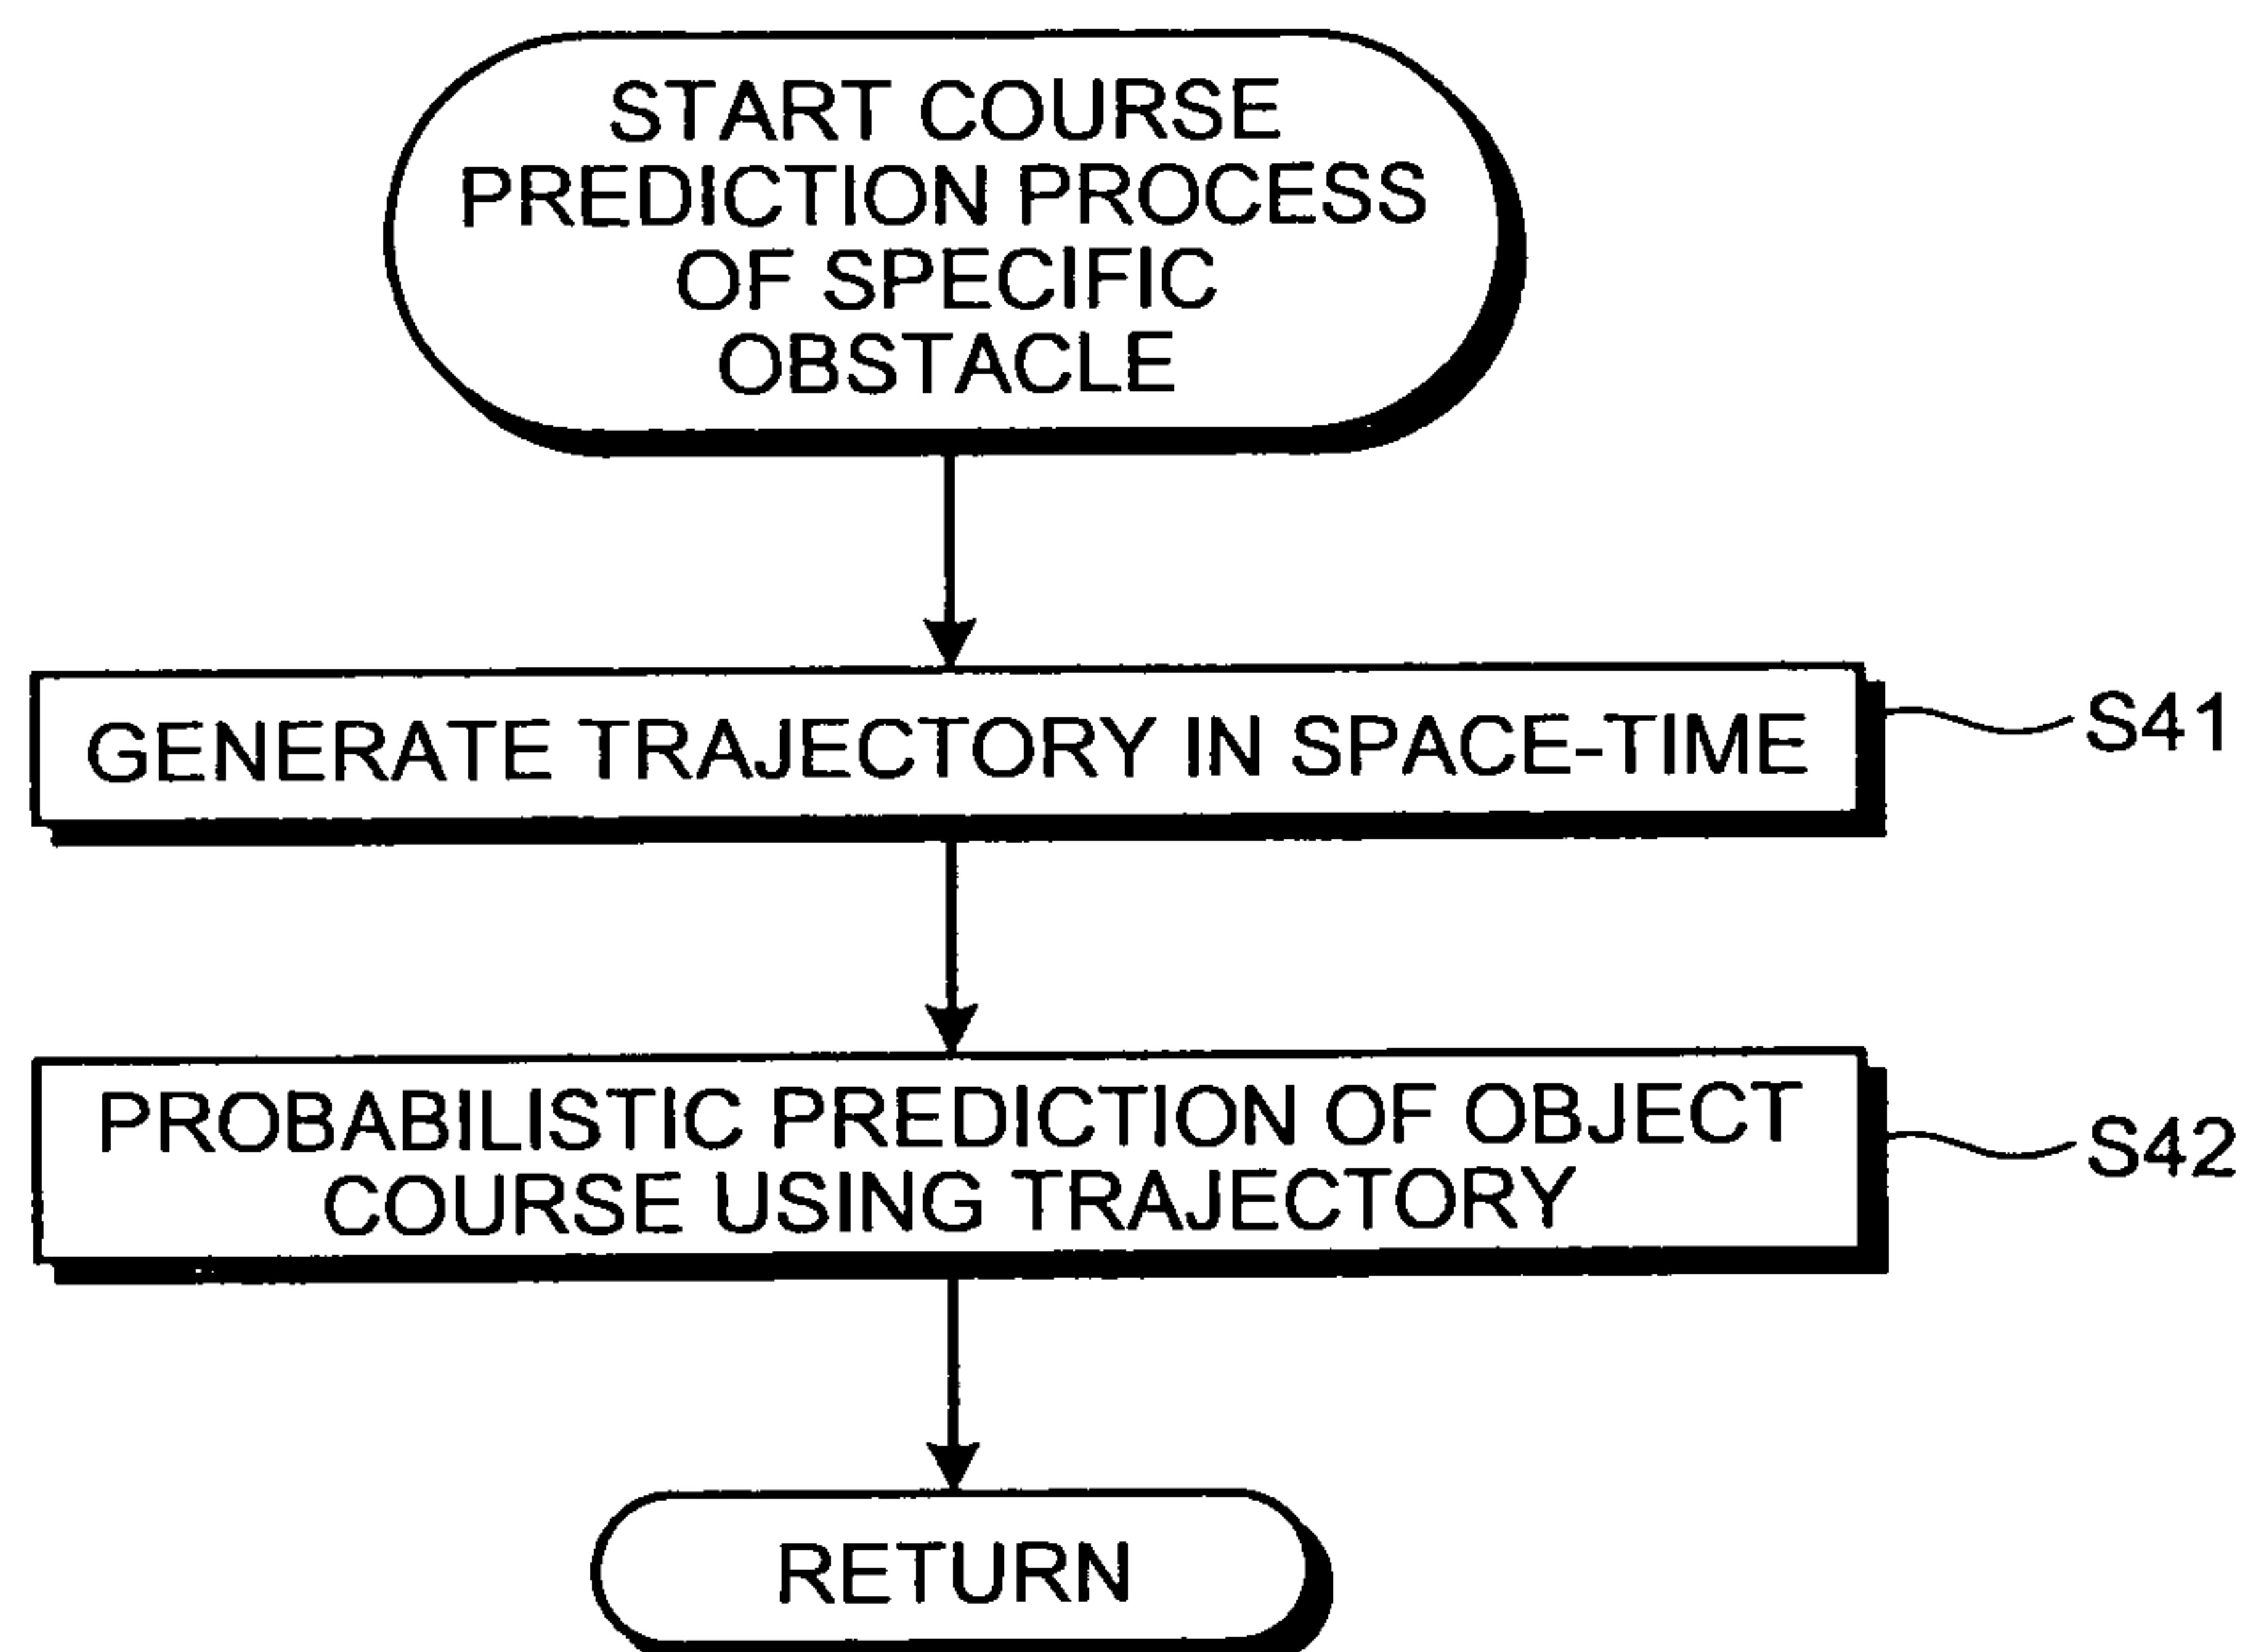 START COURSE
PREDICTION PROCESS
OF SPECIFIC
OBSTACLE
GENERATE TRAJECTORY IN SPACE-TIME
S41
PROBABILISTIC PREDICTION OF OBJECT
COURSE USING TRAJECTORY
S42
RETURN